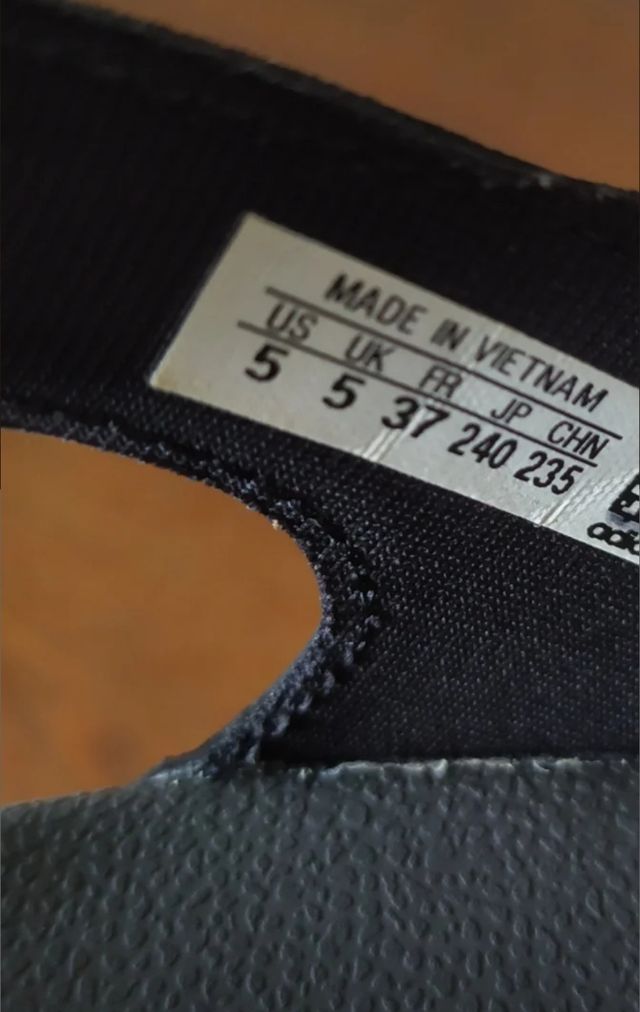 MADE IN VIETNAM
US UK FR JP CHN
5 5 37 240 235